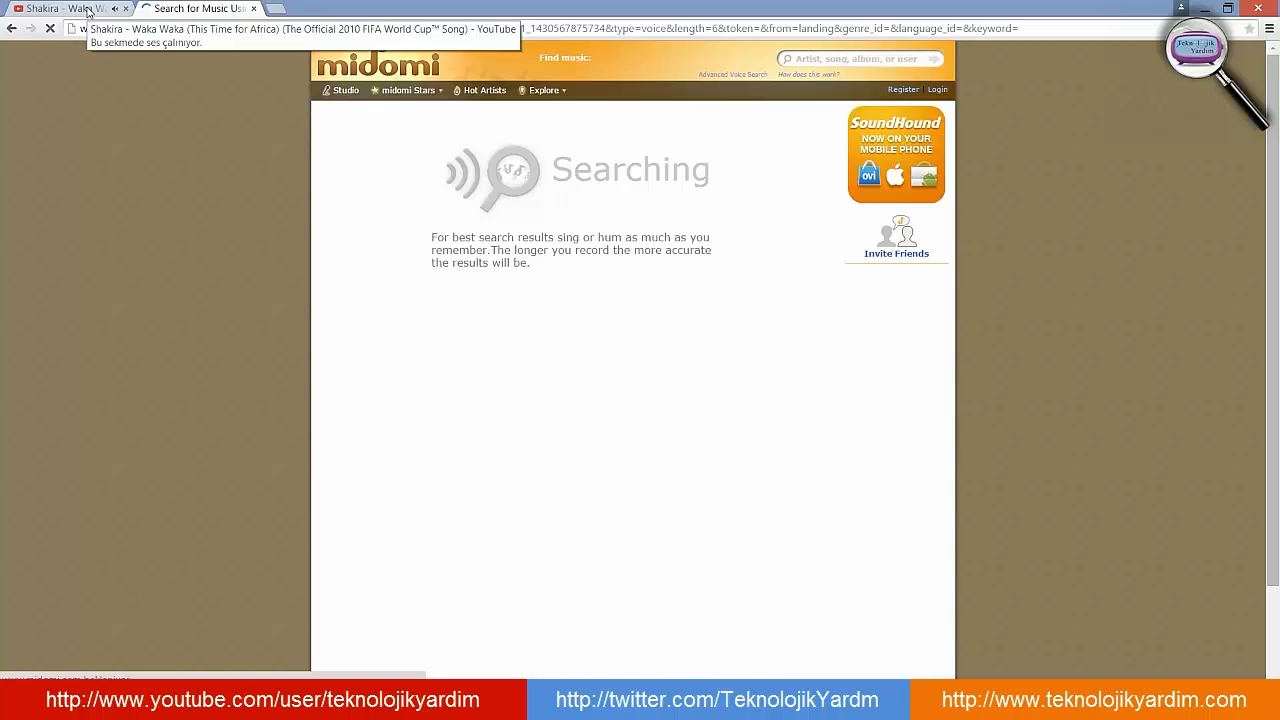 Shakira - Waka W
Search for Music Usi
Shakira - Waka Waka (This Time for Africa) (The Official 2010 FIFA World Cup™ Song) - YouTube
Bu sekmede ses çalınıyor.
1_1430567875734&type=voice&length=6&token=&from=landing&genre_id=&language_id=&keyword=
Teknolojik
Yardım
midomi
Find music:
Artist, song, album, or user
Advanced Voice Search
How does this work?
Studio
midomi Stars
Hot Artists
Explore
Register | Login
SoundHound
NOW ON YOUR
MOBILE PHONE
ovi
Searching
For best search results sing or hum as much as you
remember.The longer you record the more accurate
the results will be.
Invite Friends
http://www.youtube.com/user/teknolojikyardim
http://twitter.com/TeknolojikYardm
http://www.teknolojikyardim.com